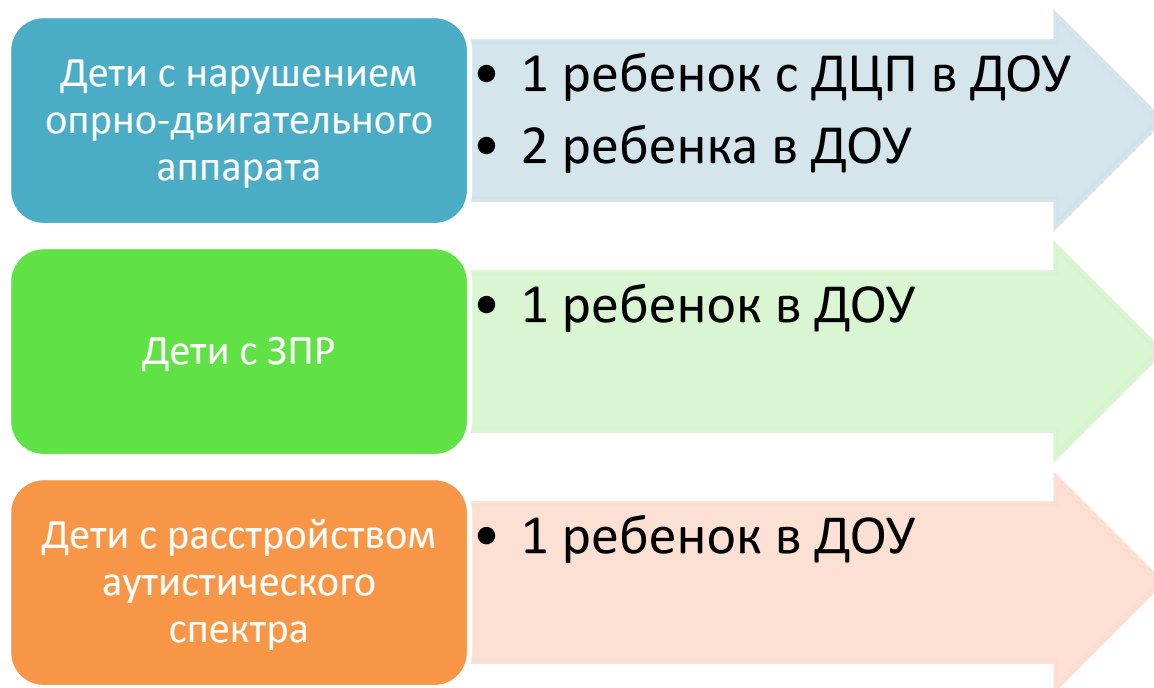 Дети с нарушением
опрно-двигательного
аппарата
• 1 ребенок с ДЦП в ДОУ
• 2 ребенка в ДОУ
Дети с ЗПР
• 1 ребенок в ДОУ
Дети с расстройством
аутистического
спектра
• 1 ребенок в ДОУ